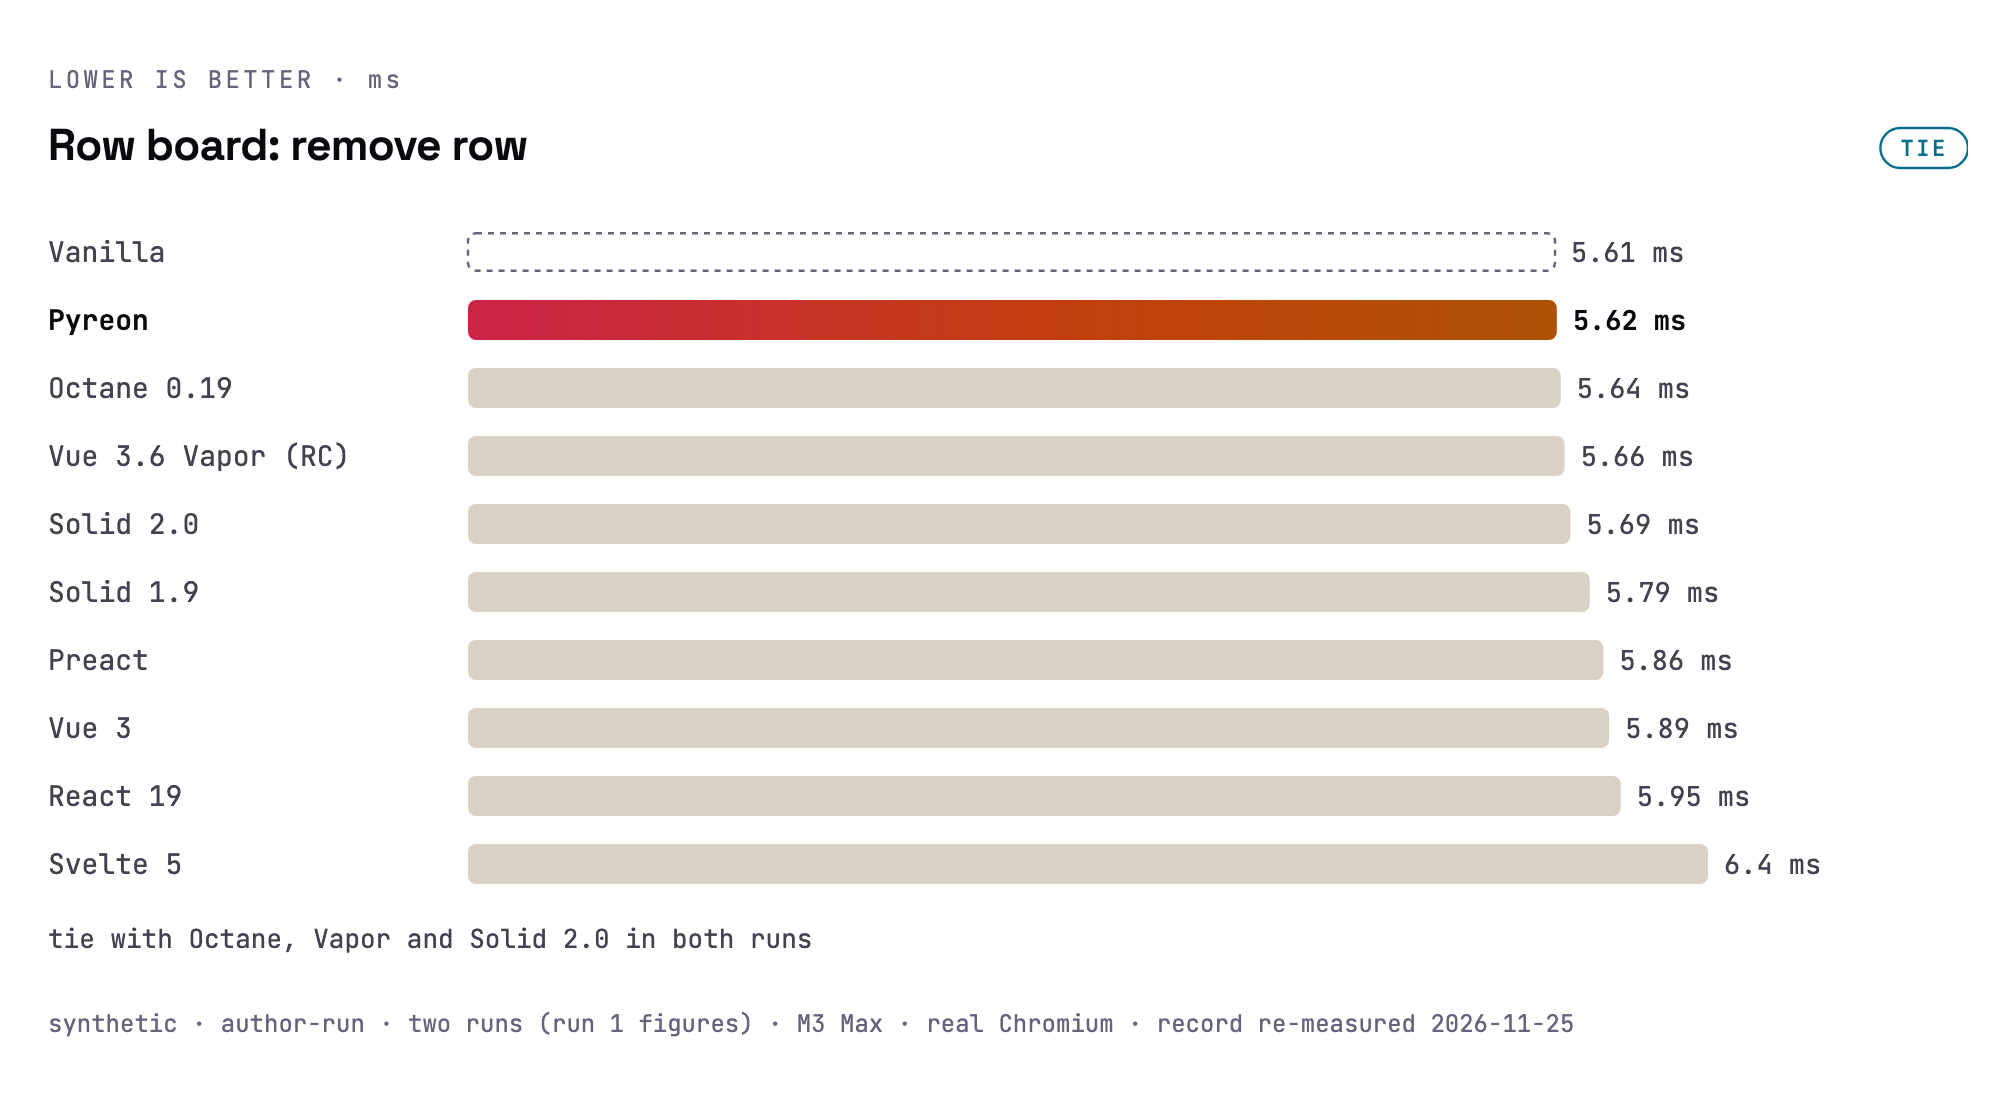 LOWER IS BETTER · ms
Row board: remove row
TIE
Vanilla 5.61 ms
Pyreon 5.62 ms
Octane 0.19 5.64 ms
Vue 3.6 Vapor (RC) 5.66 ms
Solid 2.0 5.69 ms
Solid 1.9 5.79 ms
Preact 5.86 ms
Vue 3 5.89 ms
React 19 5.95 ms
Svelte 5 6.4 ms
tie with Octane, Vapor and Solid 2.0 in both runs
synthetic · author-run · two runs (run 1 figures) · M3 Max · real Chromium · record re-measured 2026-11-25